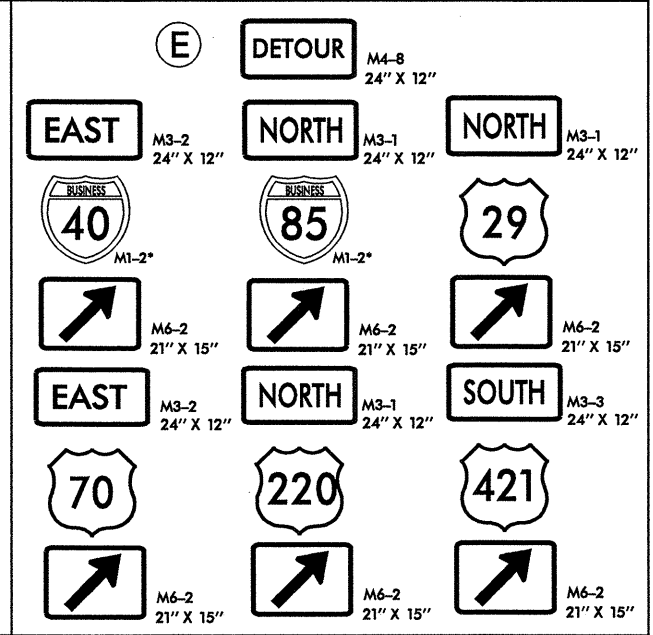 E
DETOUR M4-8
24" X 12"
EAST M3-2
24" X 12"
NORTH M3-1
24" X 12"
NORTH M3-1
24" X 12"
BUSINESS
40
M1-2*
BUSINESS
85
M1-2*
29
M6-2
21" X 15"
M6-2
21" X 15"
M6-2
21" X 15"
EAST M3-2
24" X 12"
NORTH M3-1
24" X 12"
SOUTH M3-3
24" X 12"
70
220
421
M6-2
21" X 15"
M6-2
21" X 15"
M6-2
21" X 15"